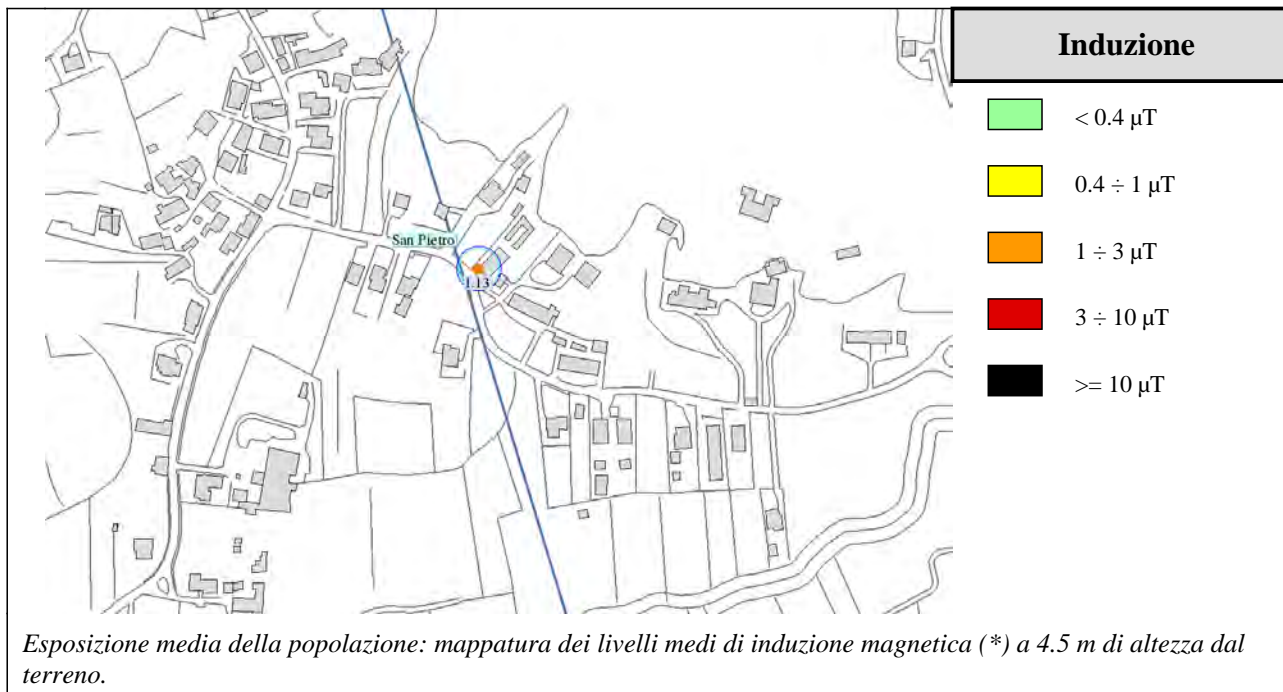 Induzione
< 0.4 µT
0.4 ÷ 1 µT
1 ÷ 3 µT
3 ÷ 10 µT
>= 10 µT
San Pietro
1.13
Esposizione media della popolazione: mappatura dei livelli medi di induzione magnetica (*) a 4.5 m di altezza dal
terreno.